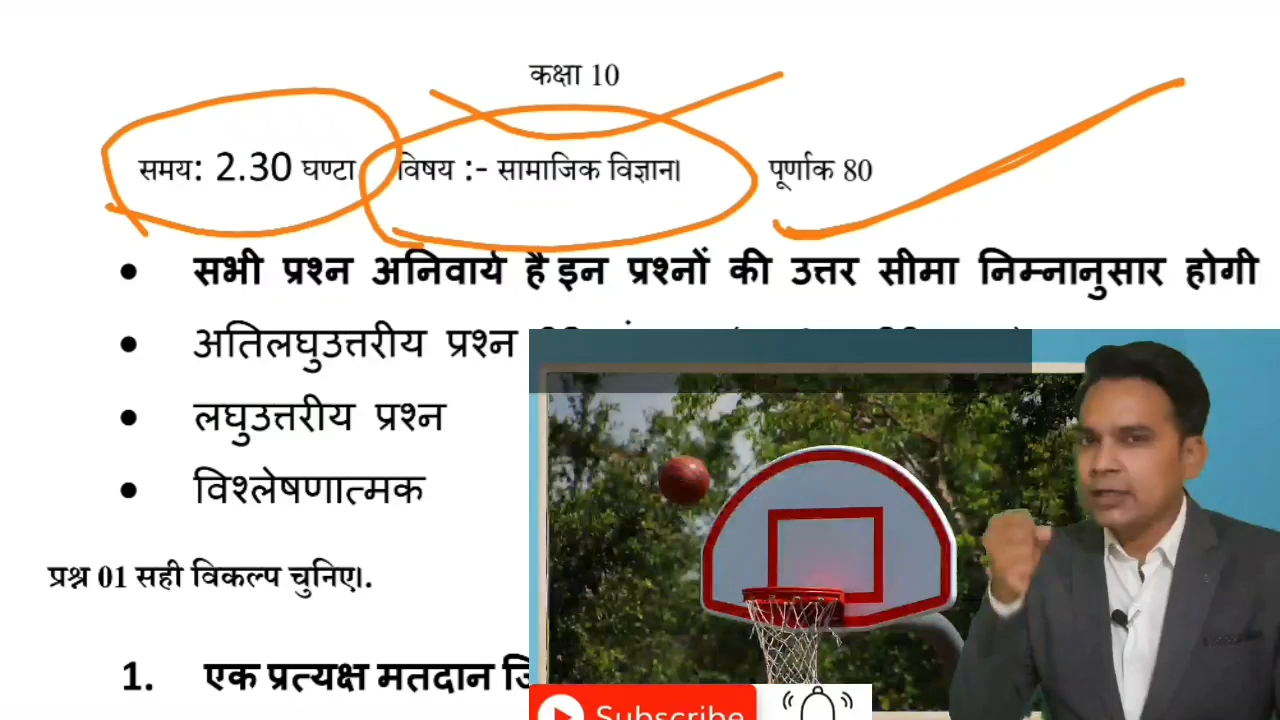 कक्षा 10
समय: 2.30 घण्टा विषय :- सामाजिक विज्ञान। पूर्णाक 80
• सभी प्रश्न अनिवार्य है इन प्रश्नों की उत्तर सीमा निम्नानुसार होगी
• अतिलघुउत्तरीय प्रश्न
• लघुउत्तरीय प्रश्न
• विश्लेषणात्मक
प्रश्न 01 सही विकल्प चुनिए।.
1. एक प्रत्यक्ष मतदान
Subscribe